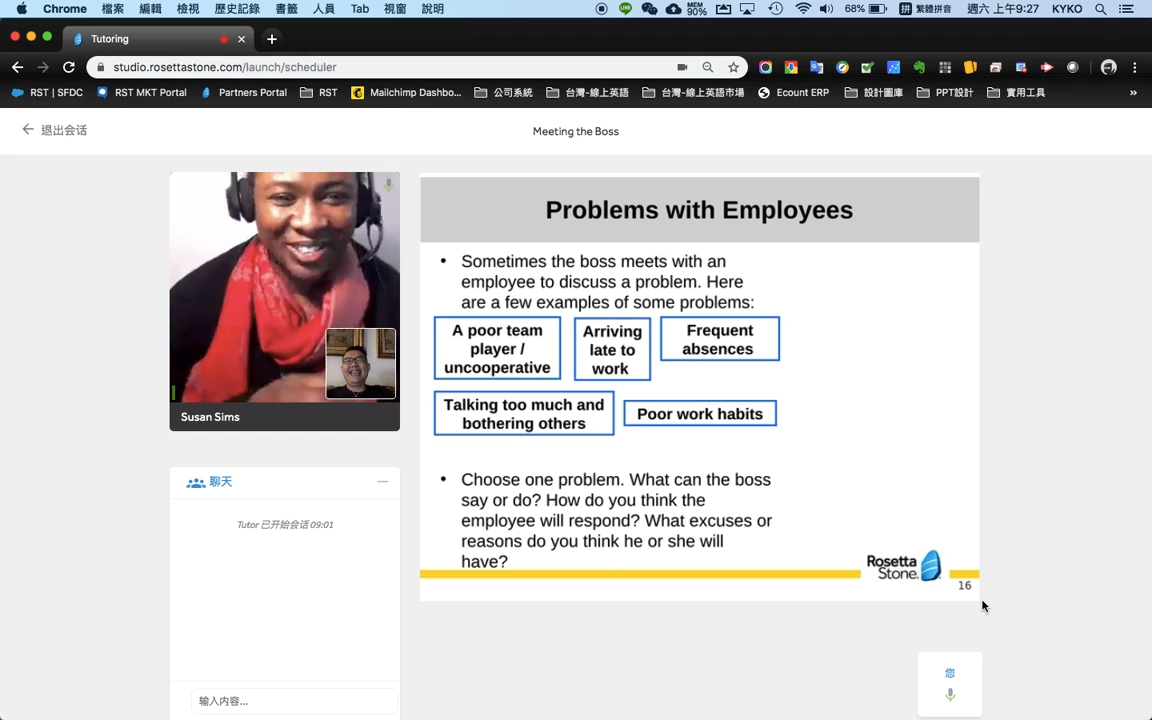 Chrome 檔案 編輯 檢視 歷史記錄 書籤 人員 Tab 視窗 說明 MEM 90% 68% 拼 繁體拼音 週六 上午9:27 KYKO
Tutoring
studio.rosettastone.com/launch/scheduler
RST | SFDC RST MKT Portal Partners Portal RST Mailchimp Dashbo... 公司系統 台灣-線上英語 台灣-線上英語市場 Ecount ERP 設計圖庫 PPT設計 實用工具 »
退出会话
Meeting the Boss
Susan Sims
聊天
Tutor 已开始会话 09:01
输入内容...
Problems with Employees
• Sometimes the boss meets with an
employee to discuss a problem. Here
are a few examples of some problems:
A poor team
player /
uncooperative
Arriving
late to
work
Frequent
absences
Talking too much and
bothering others
Poor work habits
• Choose one problem. What can the boss
say or do? How do you think the
employee will respond? What excuses or
reasons do you think he or she will
have?
Rosetta
Stone.
16
您